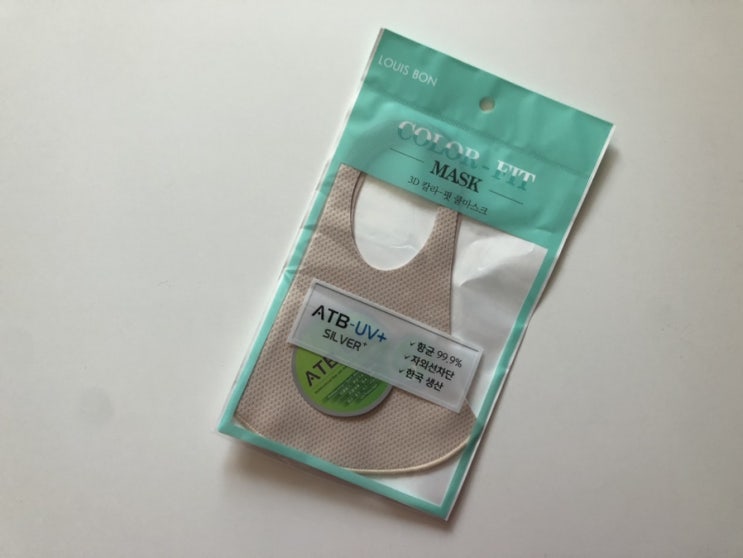 LOUIS BON
COLOR-FIT
MASK
3D 칼라-핏 쿨마스크
ATB-UV+
SILVER+
✓ 항균 99.9%
✓ 자외선차단
✓ 한국 생산
ATB